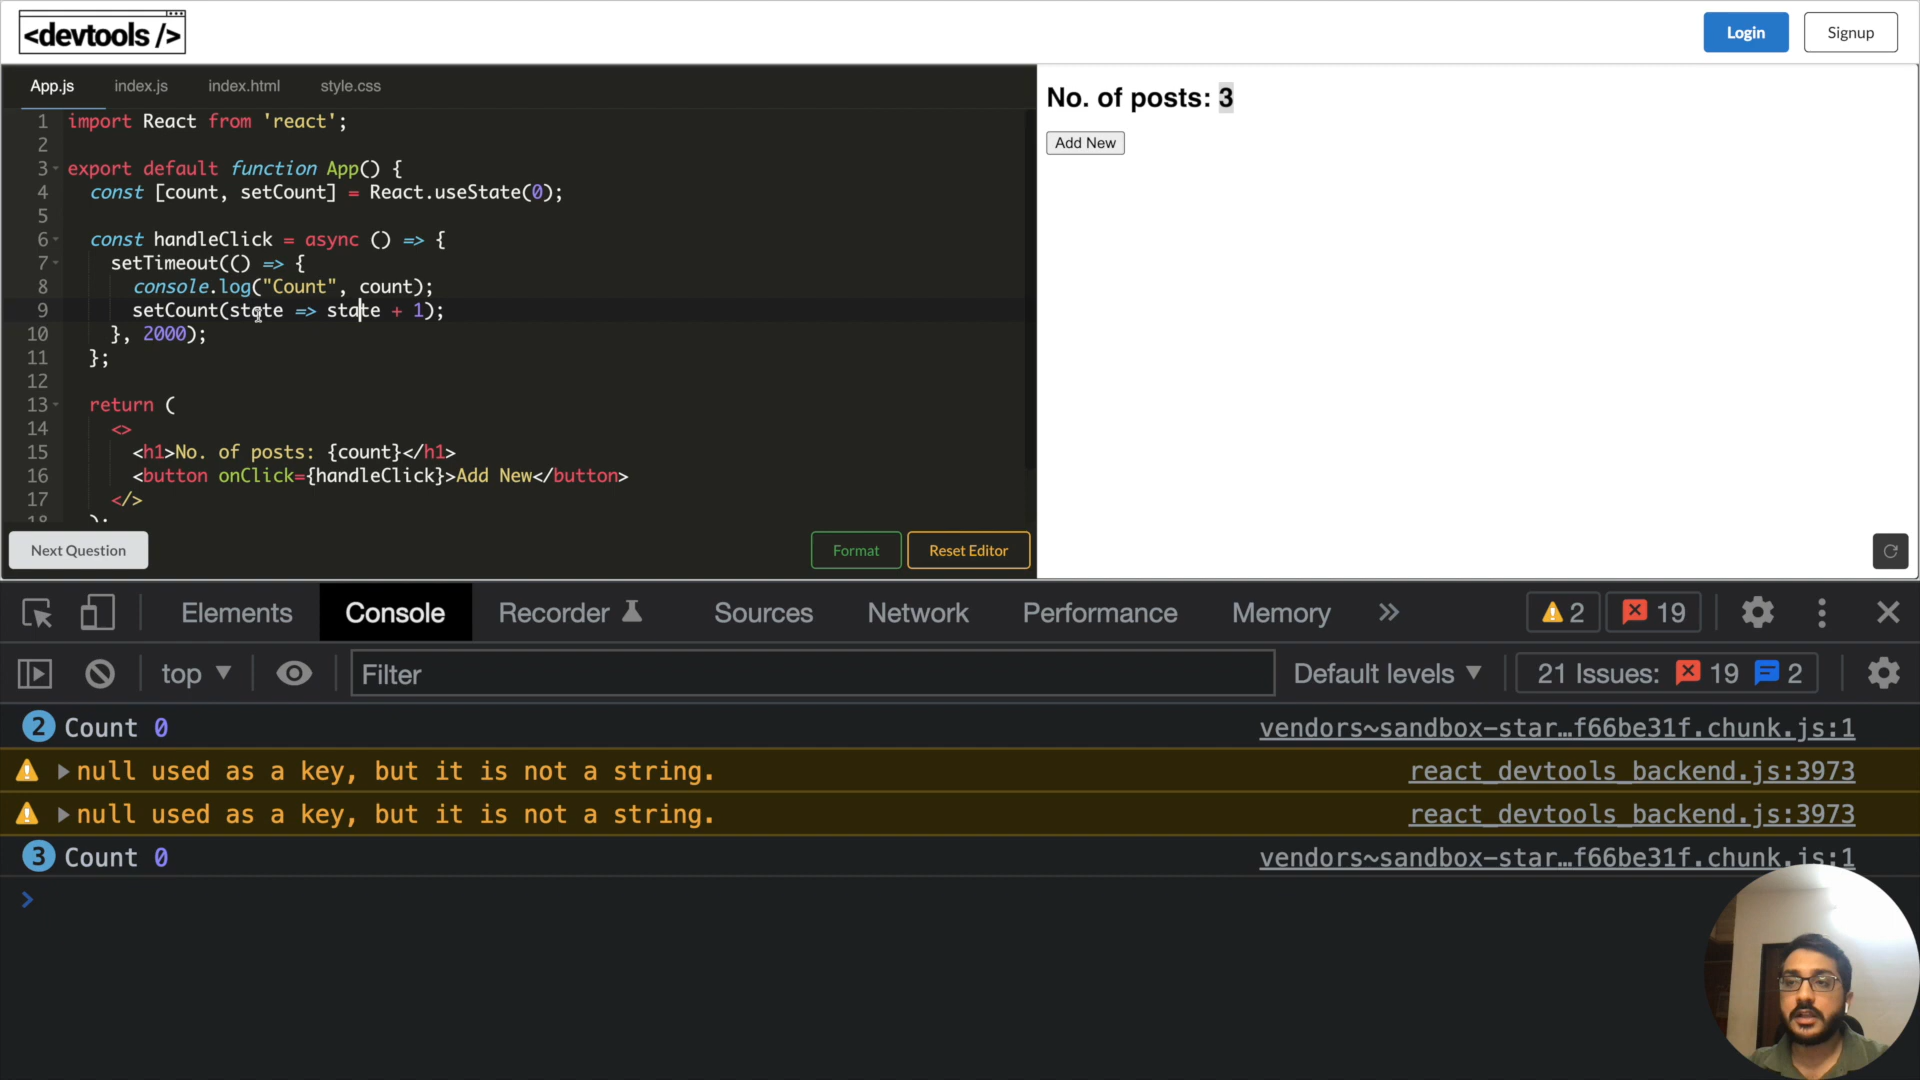 <devtools />
Login
Signup
App.js
index.js
index.html
style.css
1 import React from 'react';
2
3 export default function App() {
4 const [count, setCount] = React.useState(0);
5
6 const handleClick = async () => {
7 setTimeout(() => {
8 console.log("Count", count);
9 setCount(state => state + 1);
10 }, 2000);
11 };
12
13 return (
14 <>
15 <h1>No. of posts: {count}</h1>
16 <button onClick={handleClick}>Add New</button>
17 </>
18 );
Next Question
Format
Reset Editor
No. of posts: 3
Add New
Elements
Console
Recorder
Sources
Network
Performance
Memory
2
19
top
Filter
Default levels
21 Issues: 19 2
2 Count 0 vendors~sandbox-star…f66be31f.chunk.js:1
null used as a key, but it is not a string. react_devtools_backend.js:3973
null used as a key, but it is not a string. react_devtools_backend.js:3973
3 Count 0 vendors~sandbox-star…f66be31f.chunk.js:1